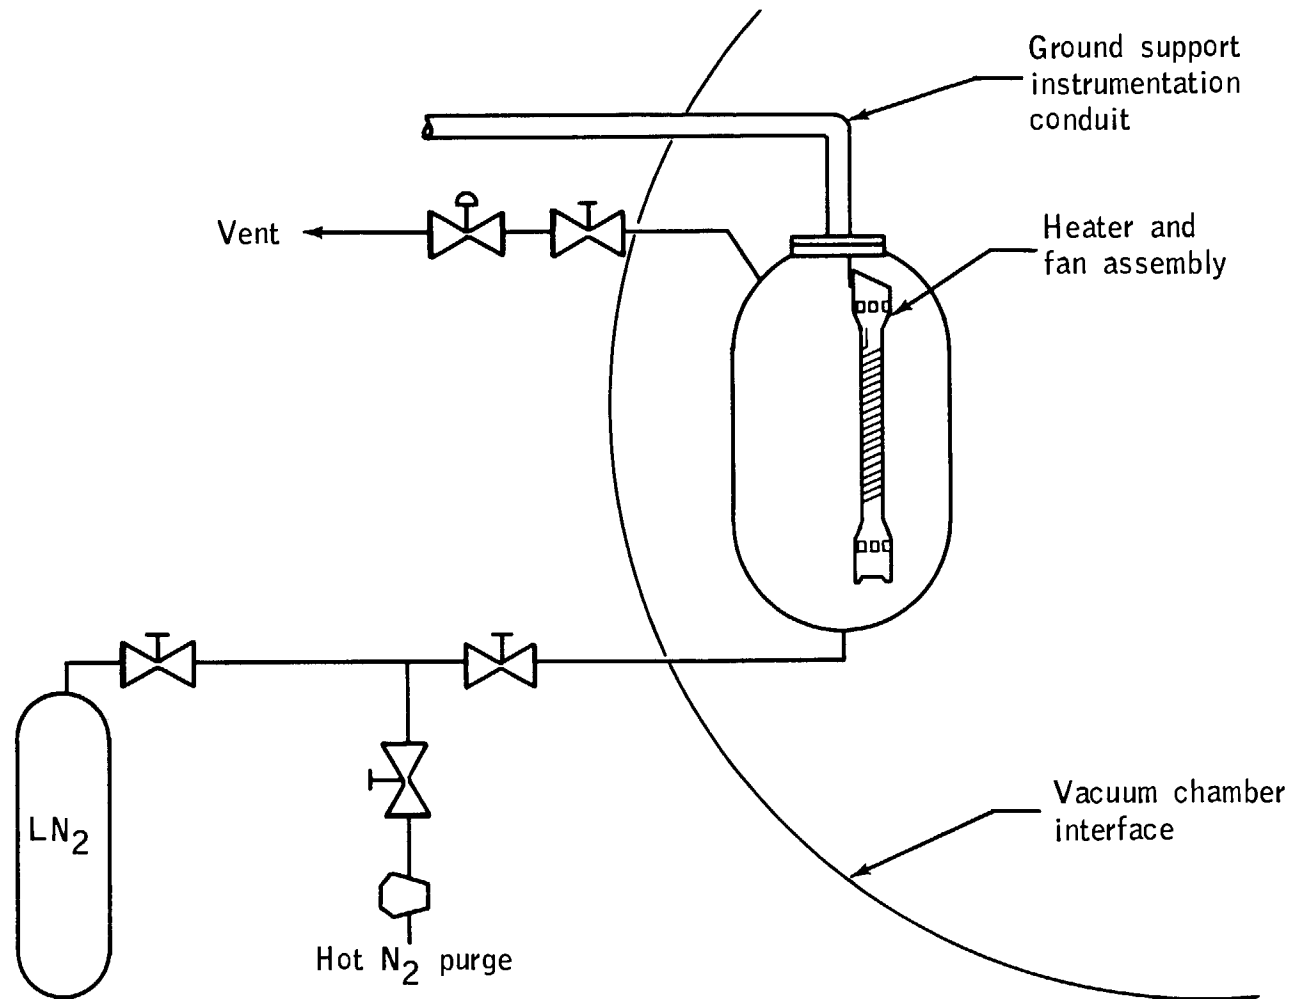 Ground support
instrumentation
conduit
Vent
Heater and
fan assembly
Vacuum chamber
interface
LN2
Hot N2 purge